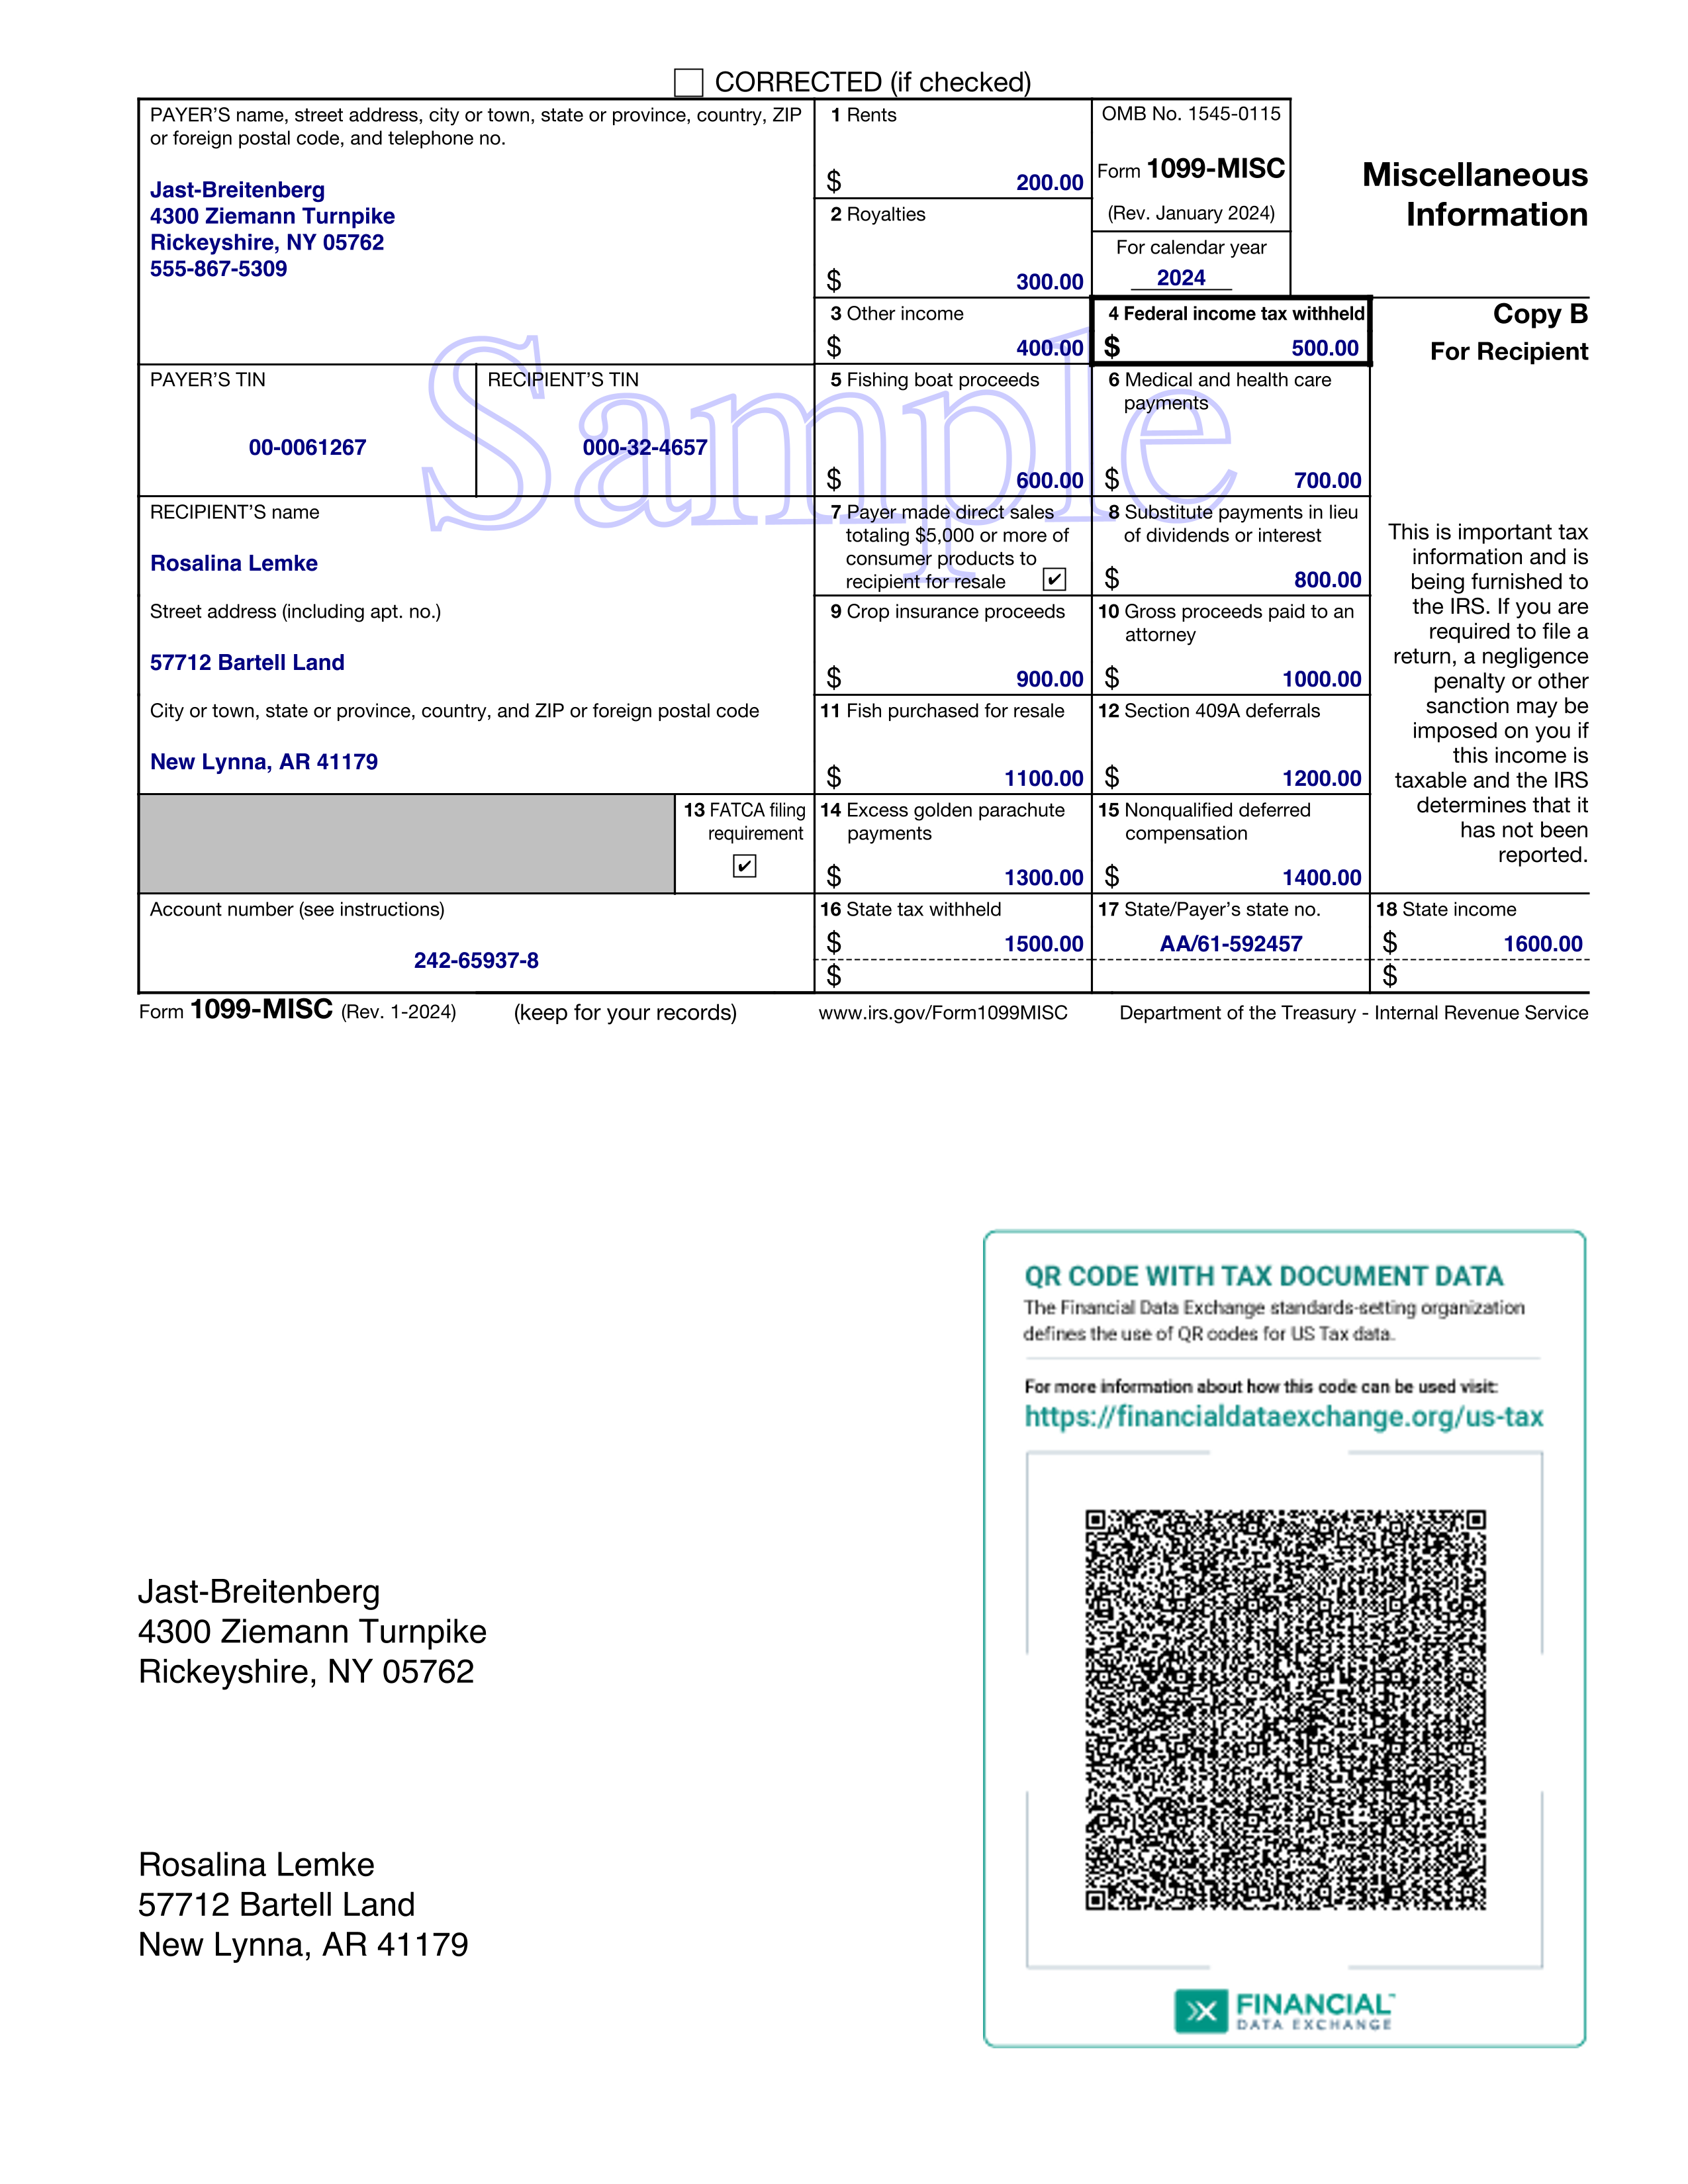 CORRECTED (if checked)
PAYER'S name, street address, city or town, state or province, country, ZIP
or foreign postal code, and telephone no.
Jast-Breitenberg
4300 Ziemann Turnpike
Rickeyshire, NY 05762
555-867-5309
1 Rents
$ 200.00
2 Royalties
$ 300.00
OMB No. 1545-0115
Form 1099-MISC
(Rev. January 2024)
For calendar year
2024
Miscellaneous
Information
3 Other income
$ 400.00
4 Federal income tax withheld
$ 500.00
Copy B
For Recipient
PAYER'S TIN
00-0061267
RECIPIENT'S TIN
000-32-4657
5 Fishing boat proceeds
$ 600.00
6 Medical and health care
payments
$ 700.00
Sample
RECIPIENT'S name
Rosalina Lemke
7 Payer made direct sales
totaling $5,000 or more of
consumer products to
recipient for resale ✔
8 Substitute payments in lieu
of dividends or interest
$ 800.00
This is important tax
information and is
being furnished to
the IRS. If you are
required to file a
return, a negligence
penalty or other
sanction may be
imposed on you if
this income is
taxable and the IRS
determines that it
has not been
reported.
Street address (including apt. no.)
57712 Bartell Land
9 Crop insurance proceeds
$ 900.00
10 Gross proceeds paid to an
attorney
$ 1000.00
City or town, state or province, country, and ZIP or foreign postal code
New Lynna, AR 41179
11 Fish purchased for resale
$ 1100.00
12 Section 409A deferrals
$ 1200.00
13 FATCA filing
requirement
✔
14 Excess golden parachute
payments
$ 1300.00
15 Nonqualified deferred
compensation
$ 1400.00
Account number (see instructions)
242-65937-8
16 State tax withheld
$ 1500.00
$
17 State/Payer's state no.
AA/61-592457
18 State income
$ 1600.00
$
Form 1099-MISC (Rev. 1-2024) (keep for your records) www.irs.gov/Form1099MISC Department of the Treasury - Internal Revenue Service
QR CODE WITH TAX DOCUMENT DATA
The Financial Data Exchange standards-setting organization
defines the use of QR codes for US Tax data.
For more information about how this code can be used visit:
https://financialdataexchange.org/us-tax
Jast-Breitenberg
4300 Ziemann Turnpike
Rickeyshire, NY 05762
Rosalina Lemke
57712 Bartell Land
New Lynna, AR 41179
FINANCIAL™
DATA EXCHANGE